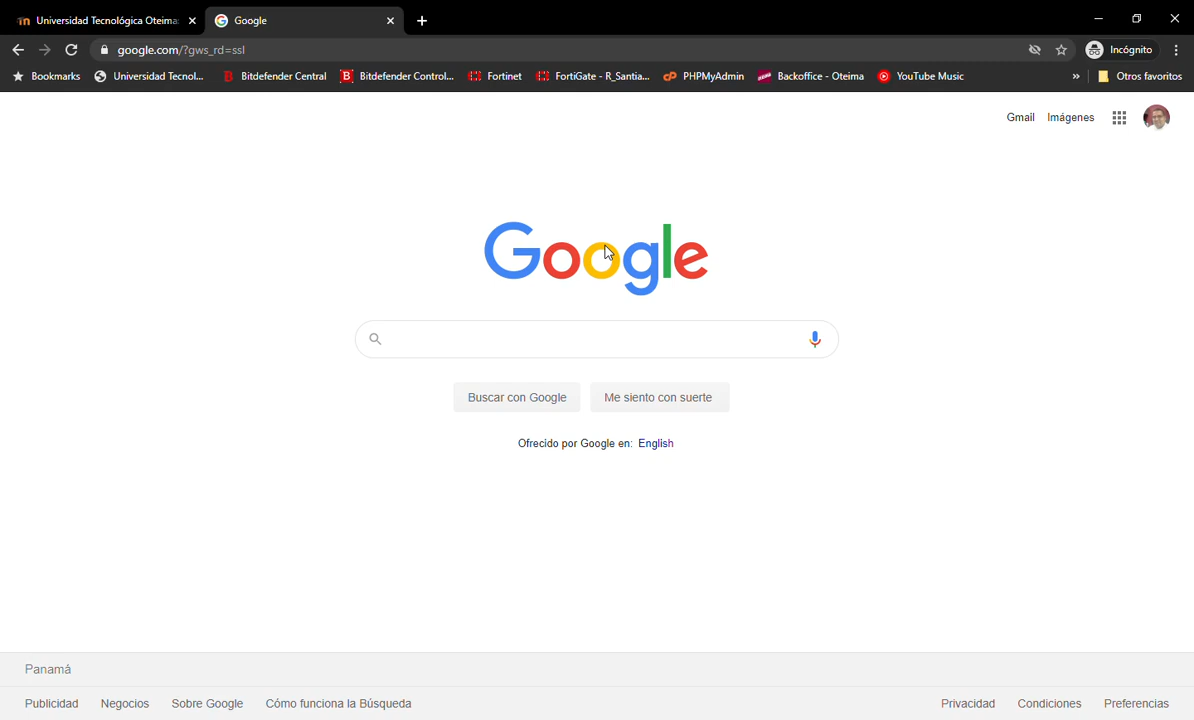 Universidad Tecnológica Oteima
Google
google.com/?gws_rd=ssl
Incógnito
Bookmarks
Universidad Tecnol...
Bitdefender Central
Bitdefender Control...
Fortinet
FortiGate - R_Santia...
PHPMyAdmin
Backoffice - Oteima
YouTube Music
»
Otros favoritos
Gmail
Imágenes
Google
Buscar con Google
Me siento con suerte
Ofrecido por Google en: English
Panamá
Publicidad
Negocios
Sobre Google
Cómo funciona la Búsqueda
Privacidad
Condiciones
Preferencias